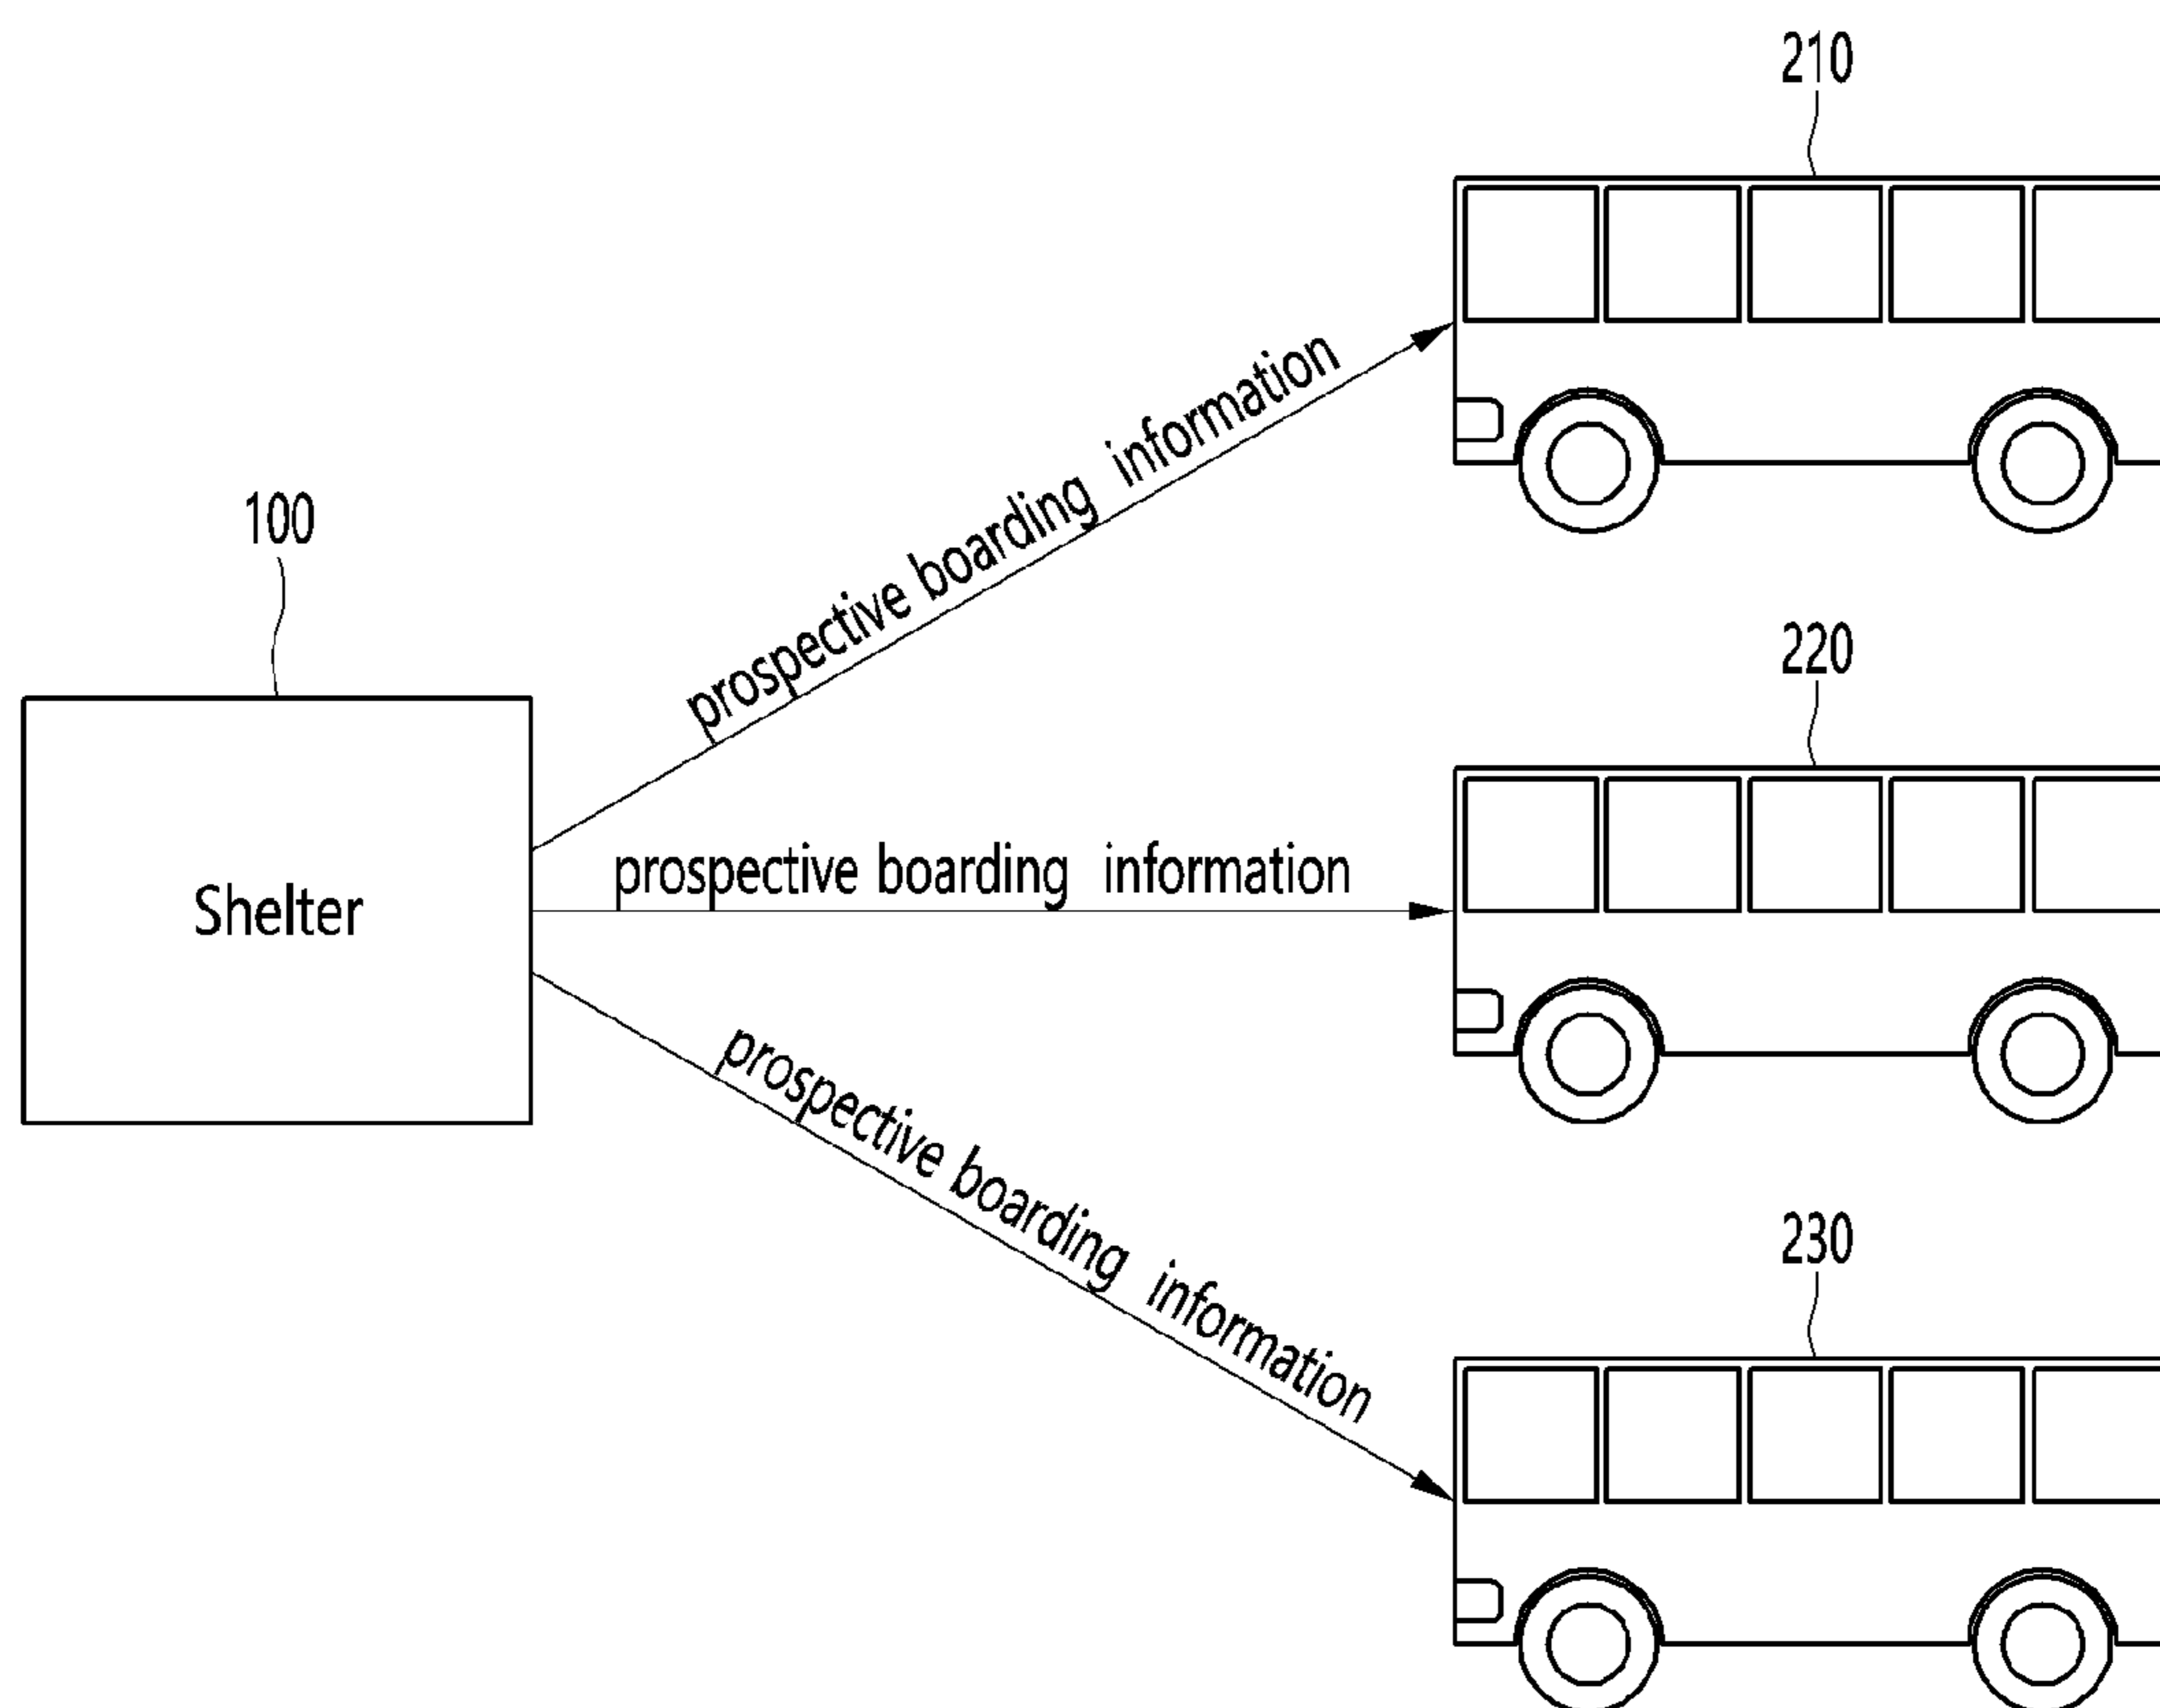 210
prospective boarding information
100
220
prospective boarding information
Shelter
prospective boarding information
230